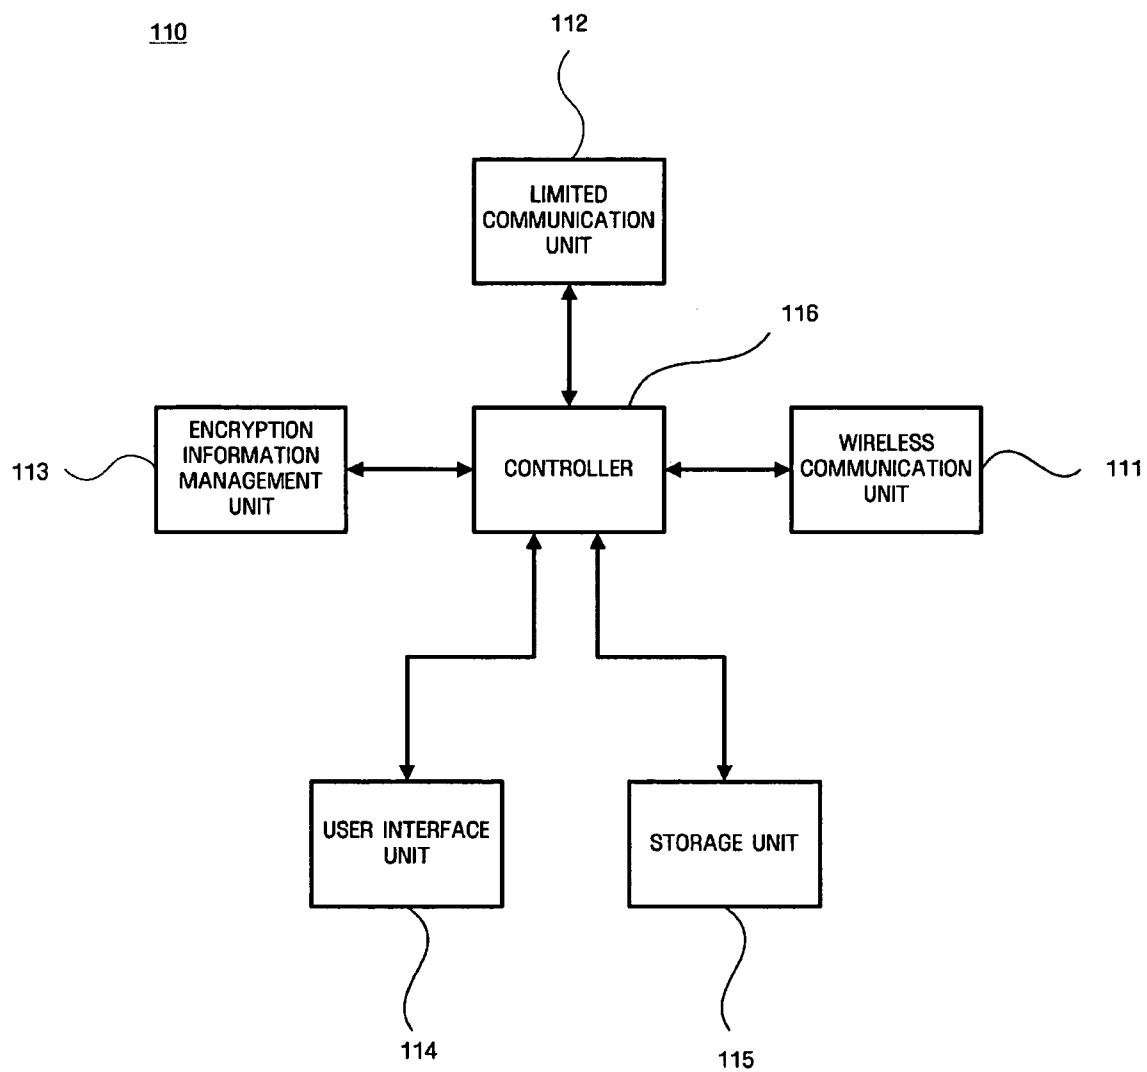 110
112
LIMITED
COMMUNICATION
UNIT
116
ENCRYPTION
INFORMATION
MANAGEMENT
UNIT
113
CONTROLLER
WIRELESS
COMMUNICATION
UNIT
111
USER INTERFACE
UNIT
STORAGE UNIT
114
115